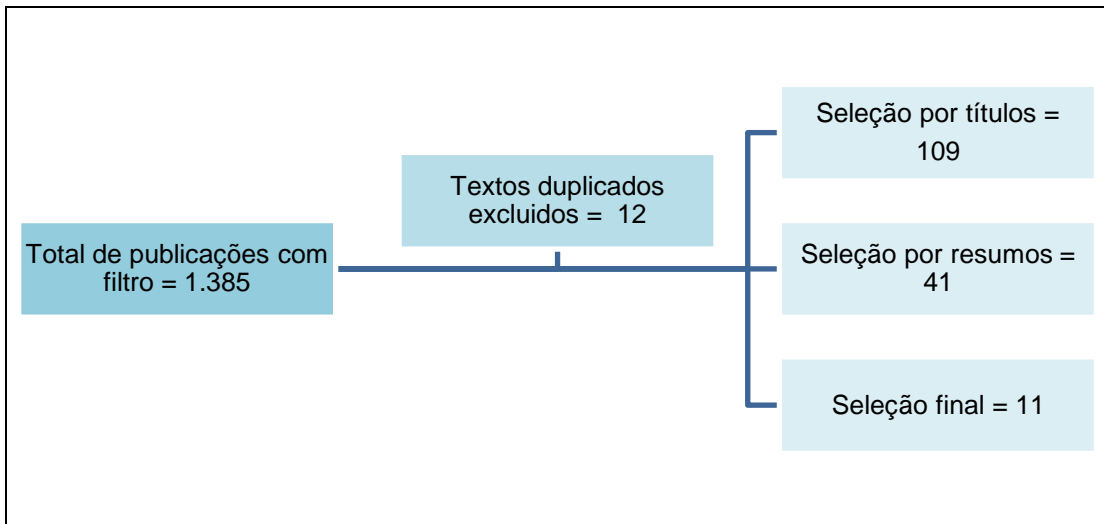 Total de publicações com
filtro = 1.385
Textos duplicados
excluidos = 12
Seleção por títulos =
109
Seleção por resumos =
41
Seleção final = 11